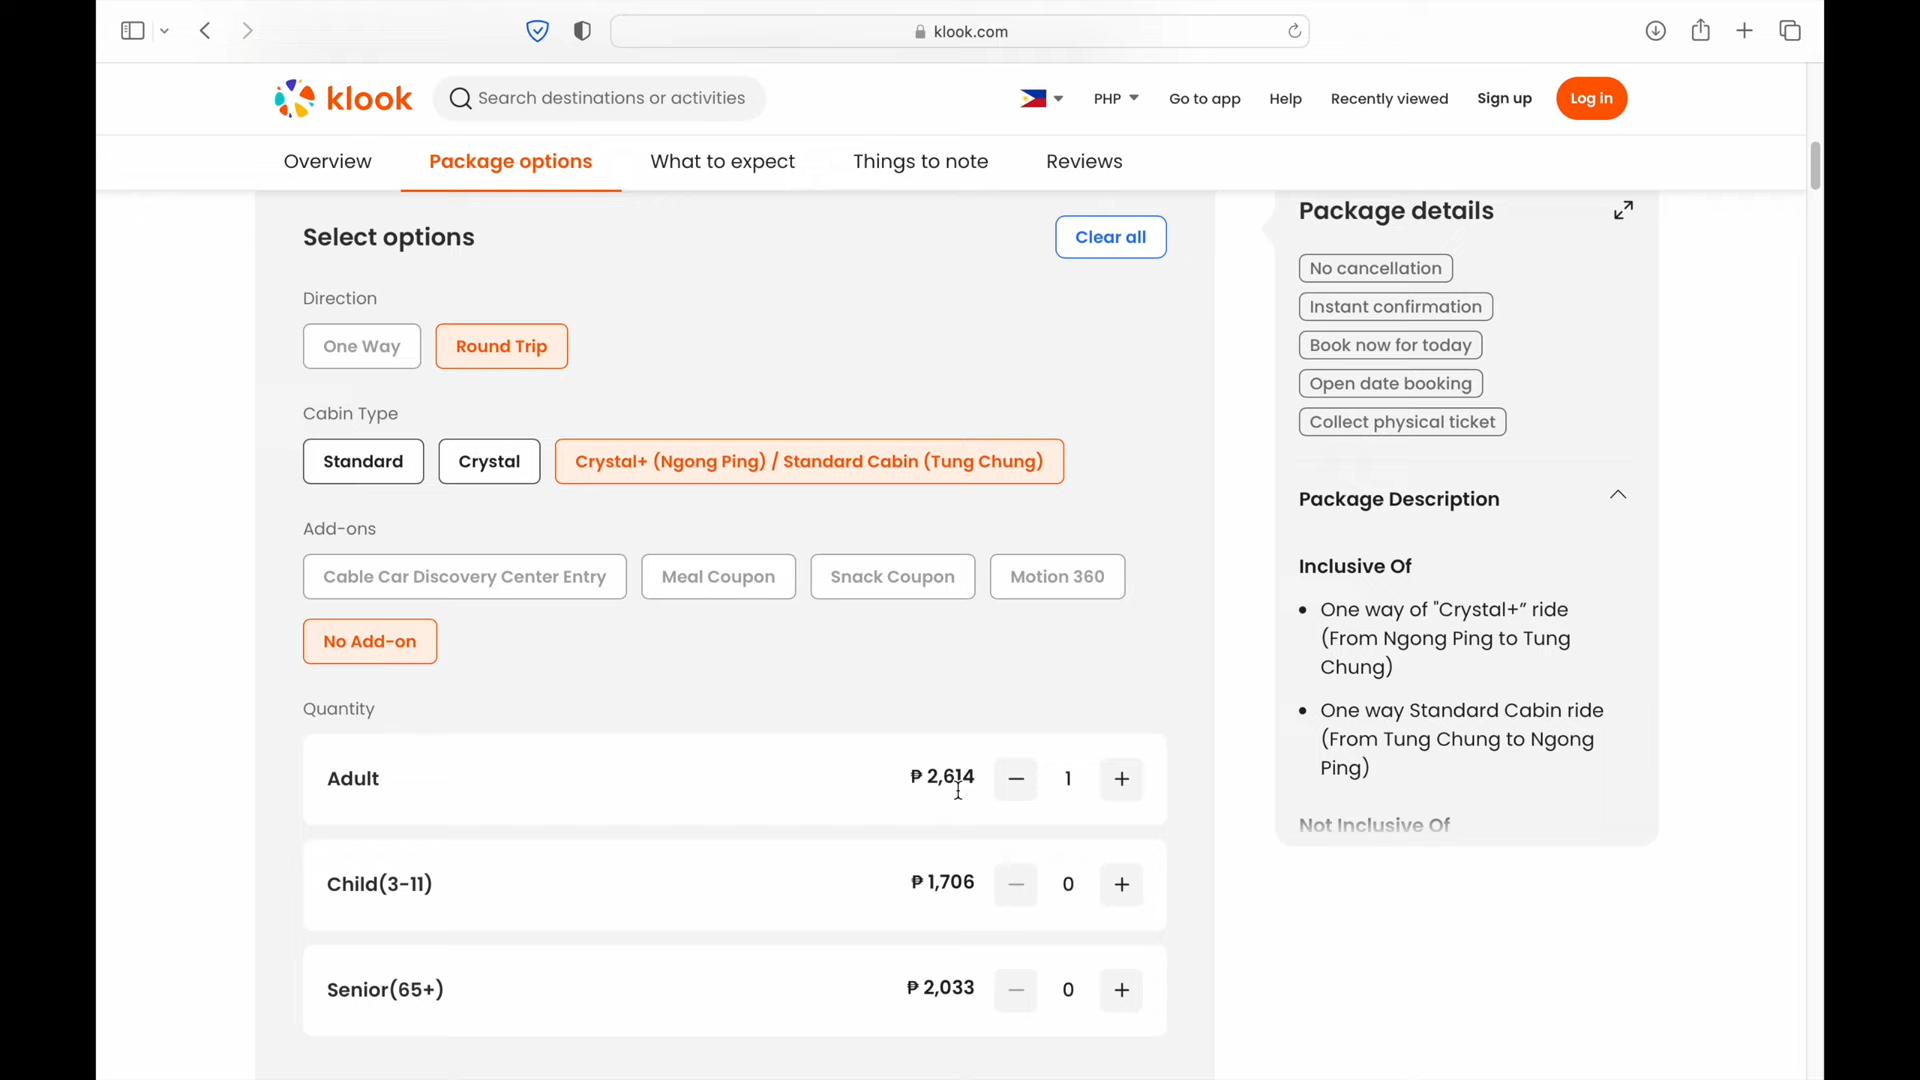 klook.com
klook
Search destinations or activities
PHP
Go to app
Help
Recently viewed
Sign up
Log in
Overview
Package options
What to expect
Things to note
Reviews
Select options
Clear all
Direction
One Way
Round Trip
Cabin Type
Standard
Crystal
Crystal+ (Ngong Ping) / Standard Cabin (Tung Chung)
Add-ons
Cable Car Discovery Center Entry
Meal Coupon
Snack Coupon
Motion 360
No Add-on
Quantity
Adult
₱ 2,614
1
Child(3-11)
₱ 1,706
0
Senior(65+)
₱ 2,033
0
Package details
No cancellation
Instant confirmation
Book now for today
Open date booking
Collect physical ticket
Package Description
Inclusive Of
• One way of "Crystal+” ride
(From Ngong Ping to Tung
Chung)
• One way Standard Cabin ride
(From Tung Chung to Ngong
Ping)
Not Inclusive Of